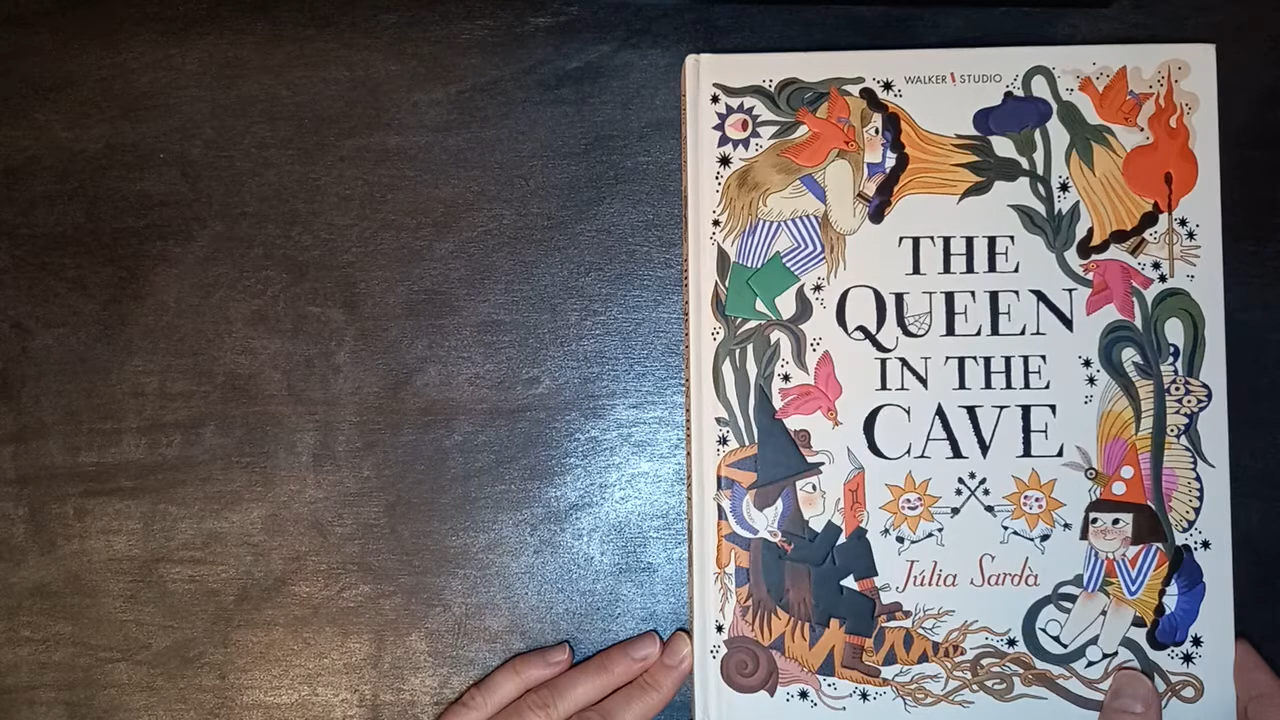 WALKER STUDIO
THE
QUEEN
IN THE
CAVE
Júlia Sardà